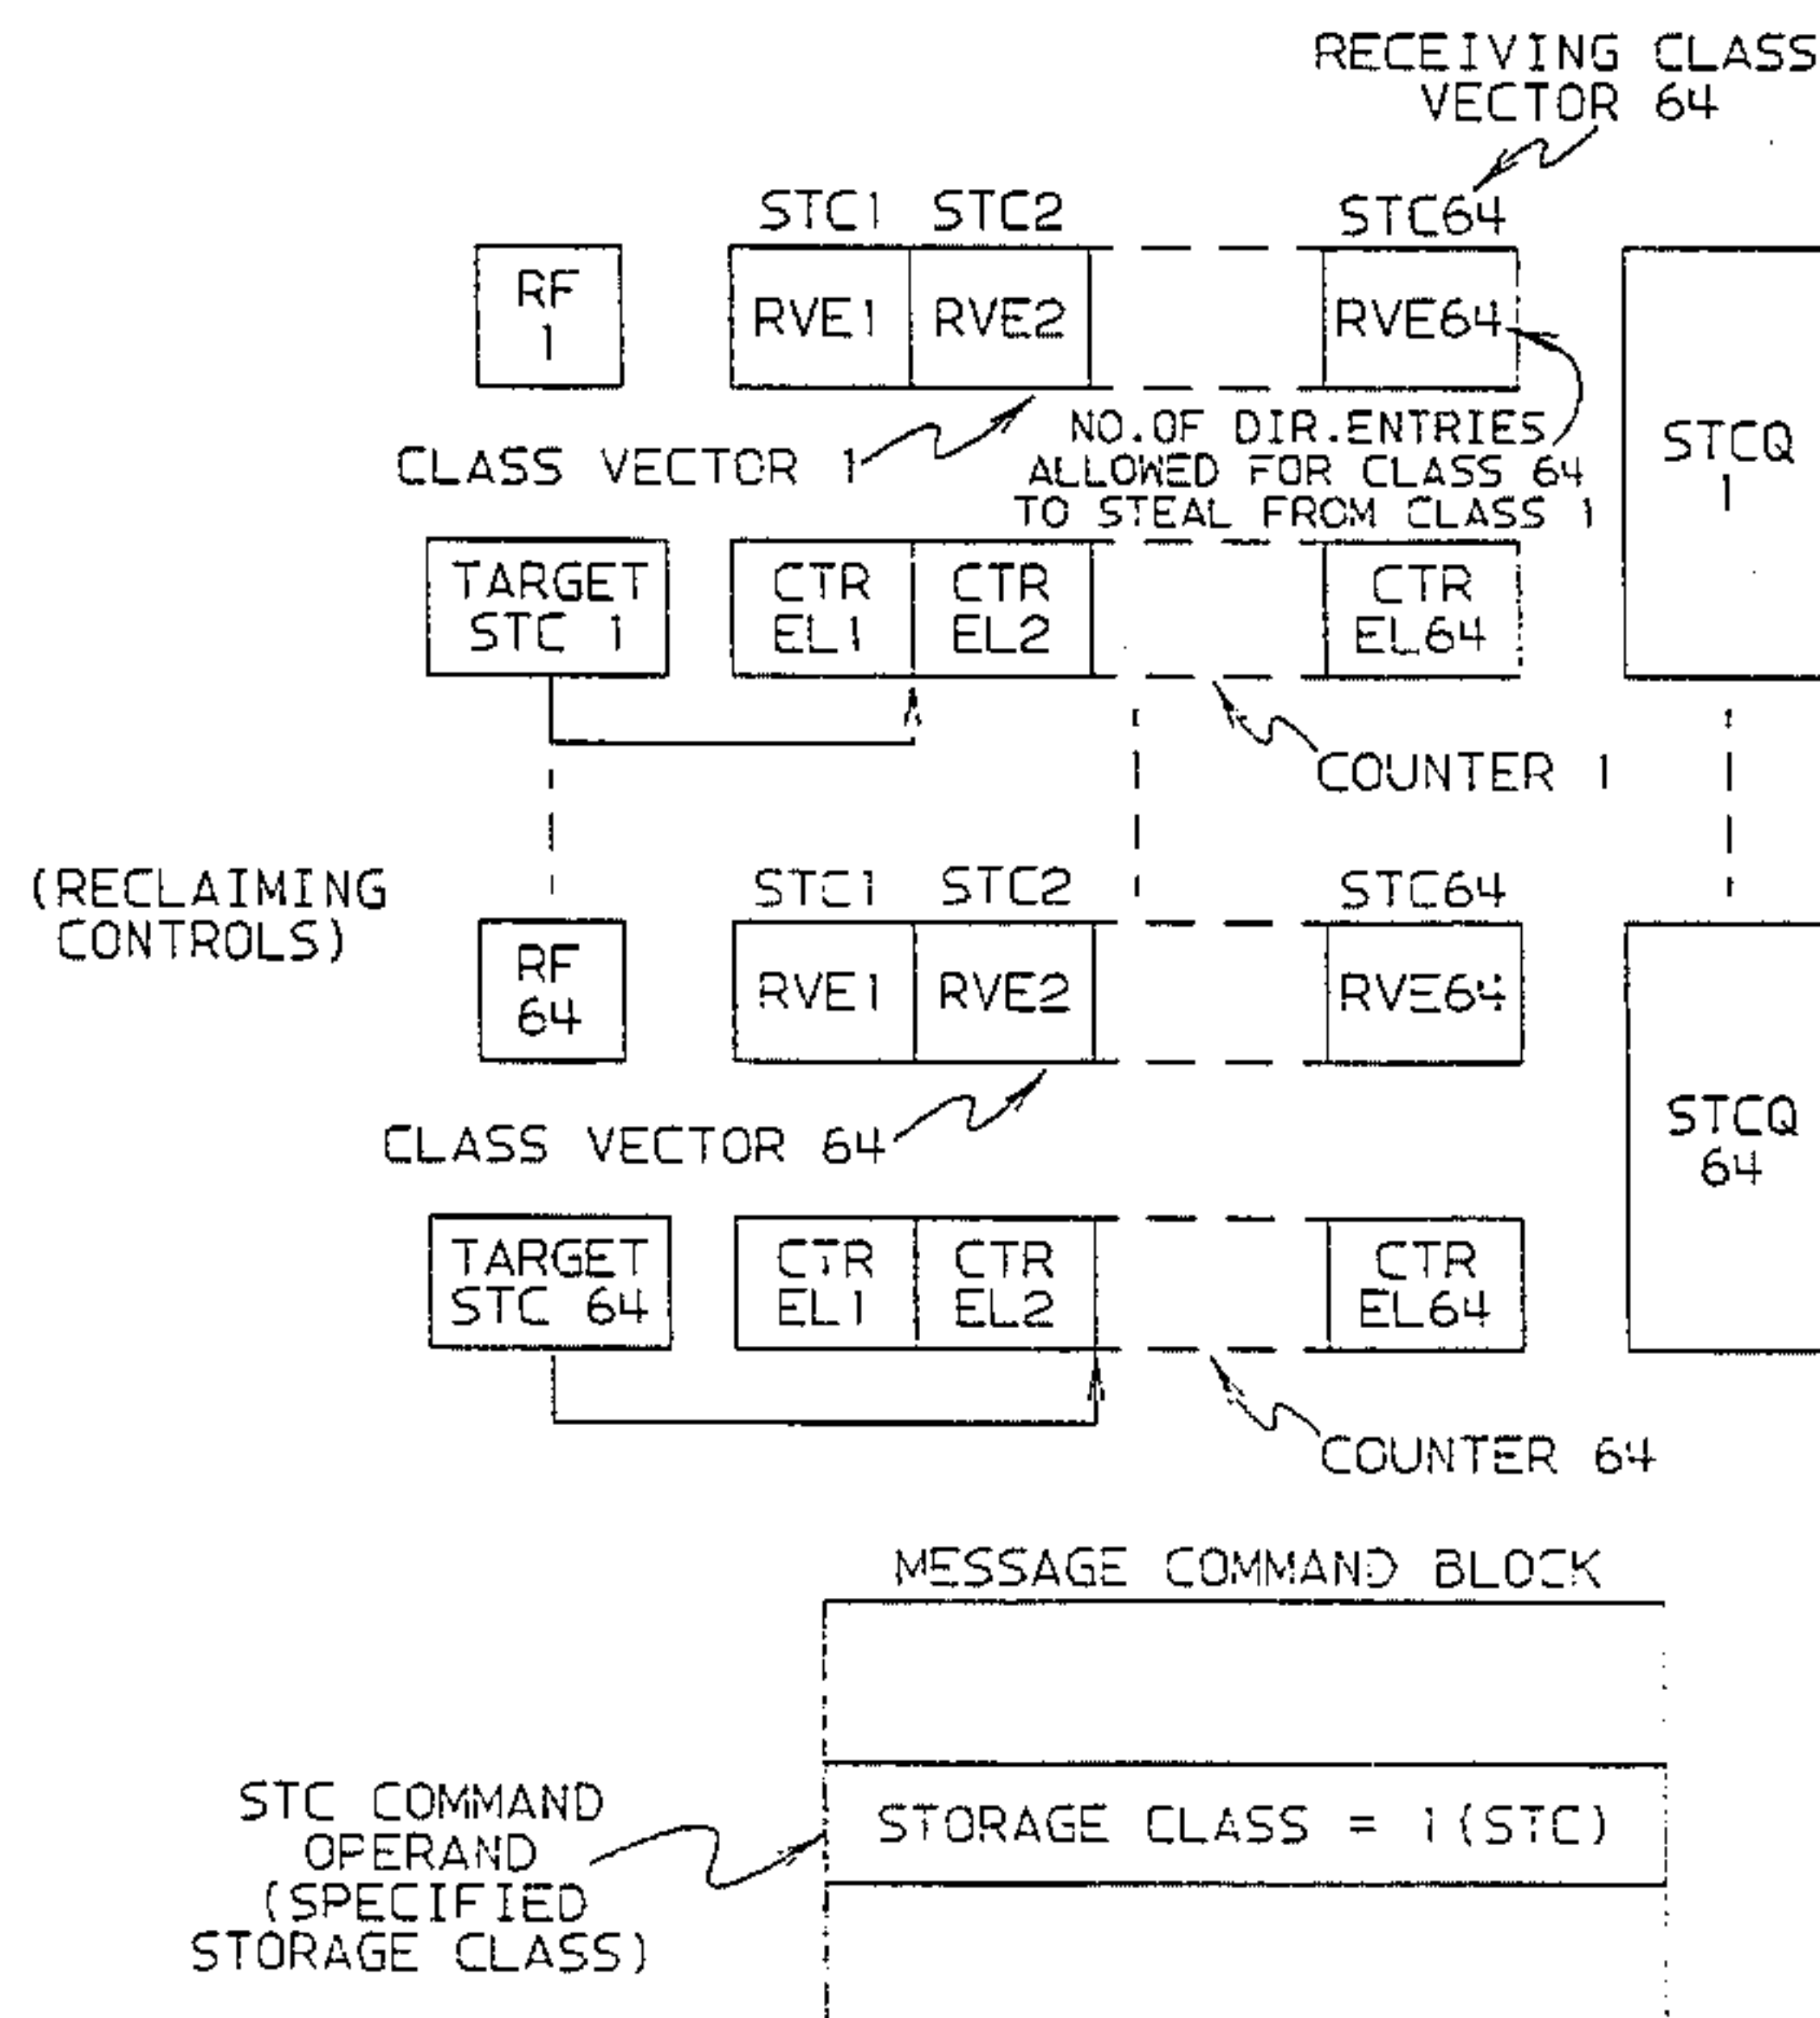 RECEIVING CLASS
VECTOR 64
STC1 STC2 STC64
RF
1
RVE1 RVE2 RVE64
CLASS VECTOR 1
NO.OF DIR.ENTRIES
ALLOWED FOR CLASS 64
TO STEAL FROM CLASS 1
STCQ
1
TARGET
STC 1
CTR
EL1
CTR
EL2
CTR
EL64
COUNTER 1
(RECLAIMING
CONTROLS)
STC1 STC2 STC64
RF
64
RVE1 RVE2 RVE64
CLASS VECTOR 64
STCQ
64
TARGET
STC 64
CTR
EL1
CTR
EL2
CTR
EL64
COUNTER 64
MESSAGE COMMAND BLOCK
STC COMMAND
OPERAND
(SPECIFIED
STORAGE CLASS)
STORAGE CLASS = 1(STC)